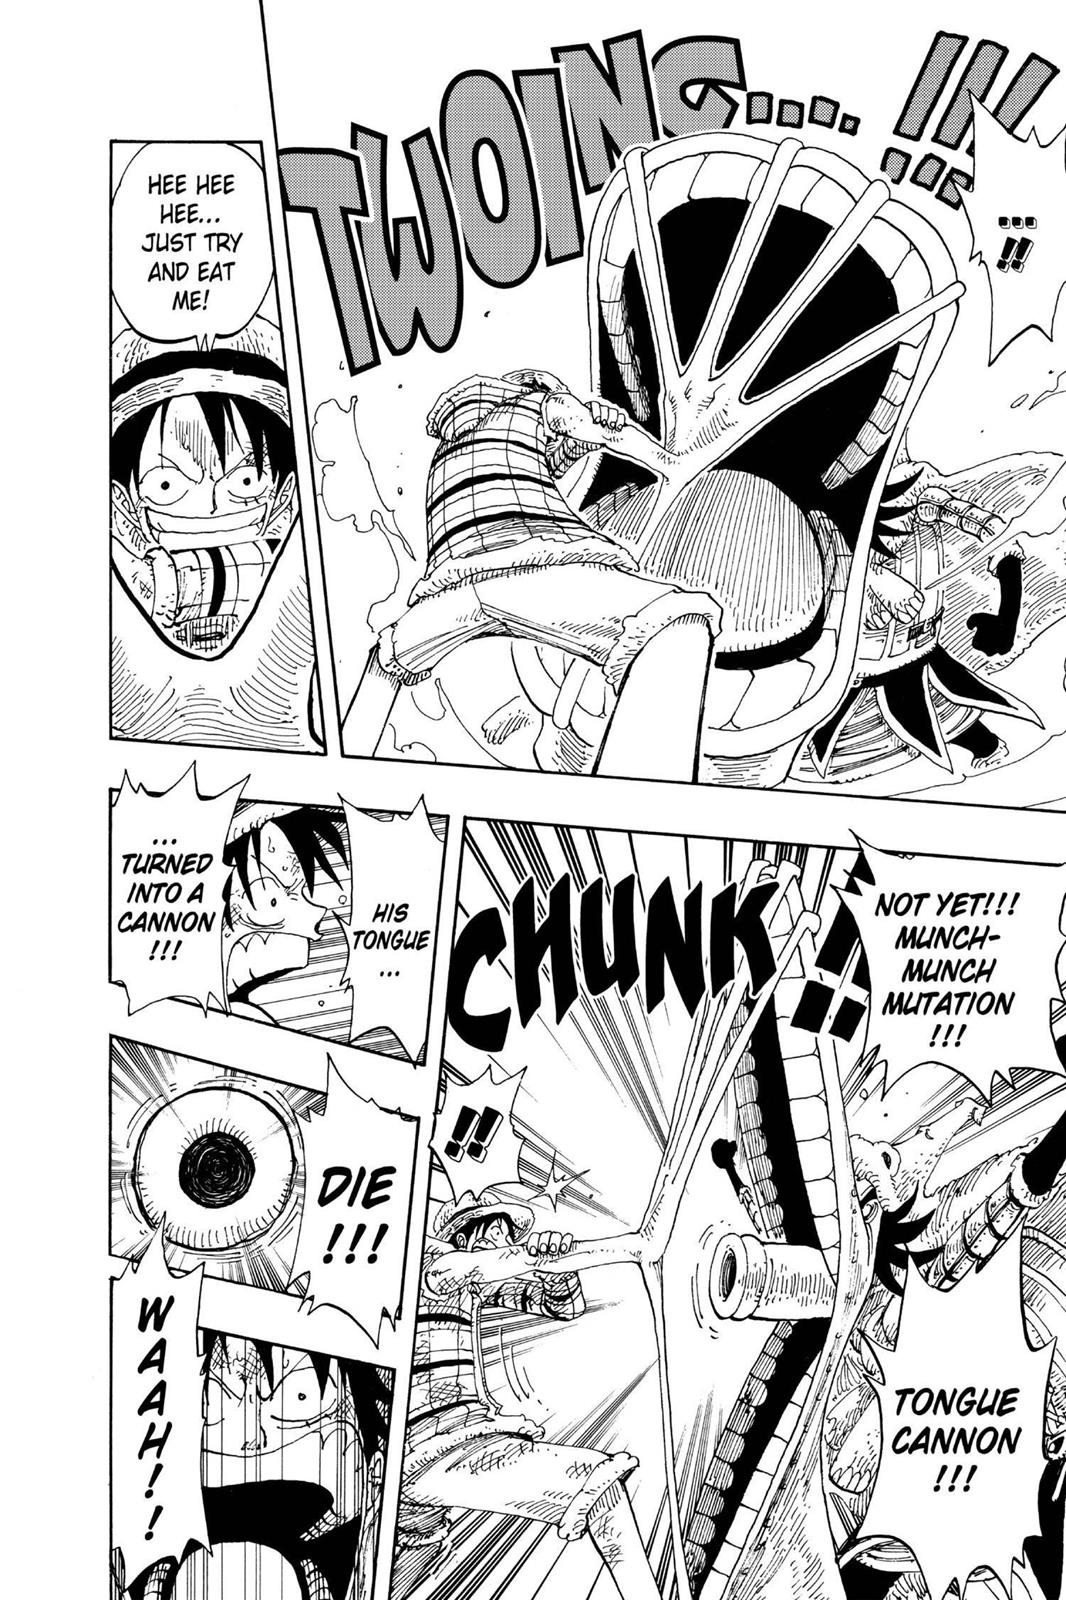 ...
!!
TWOING....!!!
HEE HEE
HEE...
JUST TRY
AND EAT
ME!
NOT YET!!!
MUNCH-
MUNCH
MUTATION
!!!
CHUNK!!
!!
TONGUE
CANNON
!!!
HIS
TONGUE
...
...
TURNED
INTO A
CANNON
!!!
DIE
!!!
WAAH!!